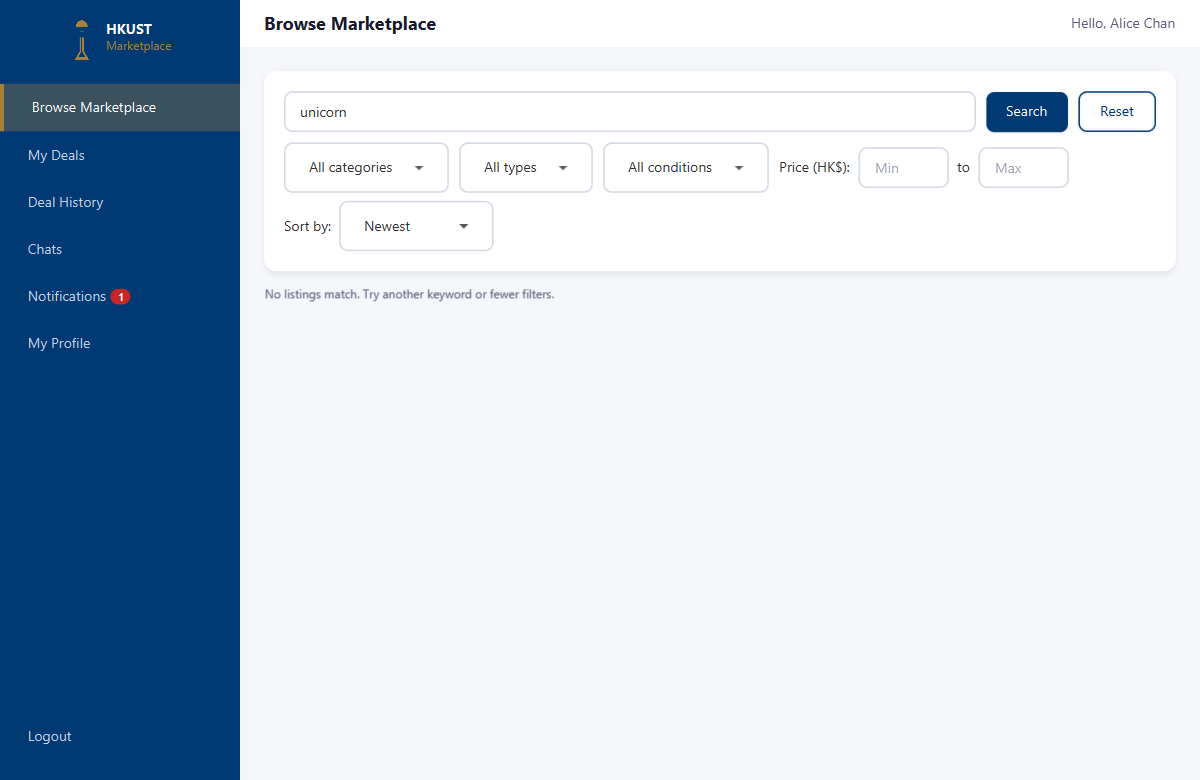 HKUST
Marketplace
Browse Marketplace
My Deals
Deal History
Chats
Notifications 1
My Profile
Logout
Browse Marketplace
Hello, Alice Chan
unicorn
Search
Reset
All categories
All types
All conditions
Price (HK$):
Min
to
Max
Sort by:
Newest
No listings match. Try another keyword or fewer filters.